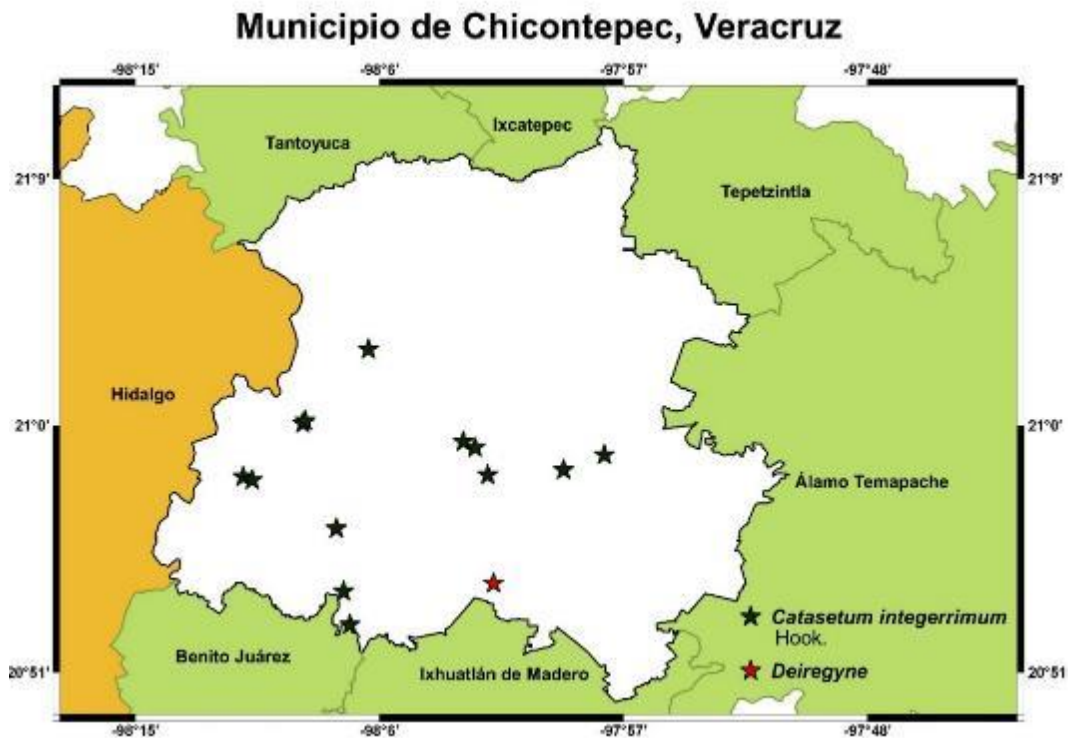 Municipio de Chicontepec, Veracruz
-98°15' -98°6' -97°57' -97°48'
Ixcatepec
Tantoyuca
21°9' 21°9'
Tepetzintla
Hidalgo
21°0' 21°0'
Álamo Temapache
Catasetum integerrimum
Hook.
Benito Juárez
Ixhuatlán de Madero
Deiregyne
20°51' 20°51'
-98°15' -98°6' -97°57' -97°48'